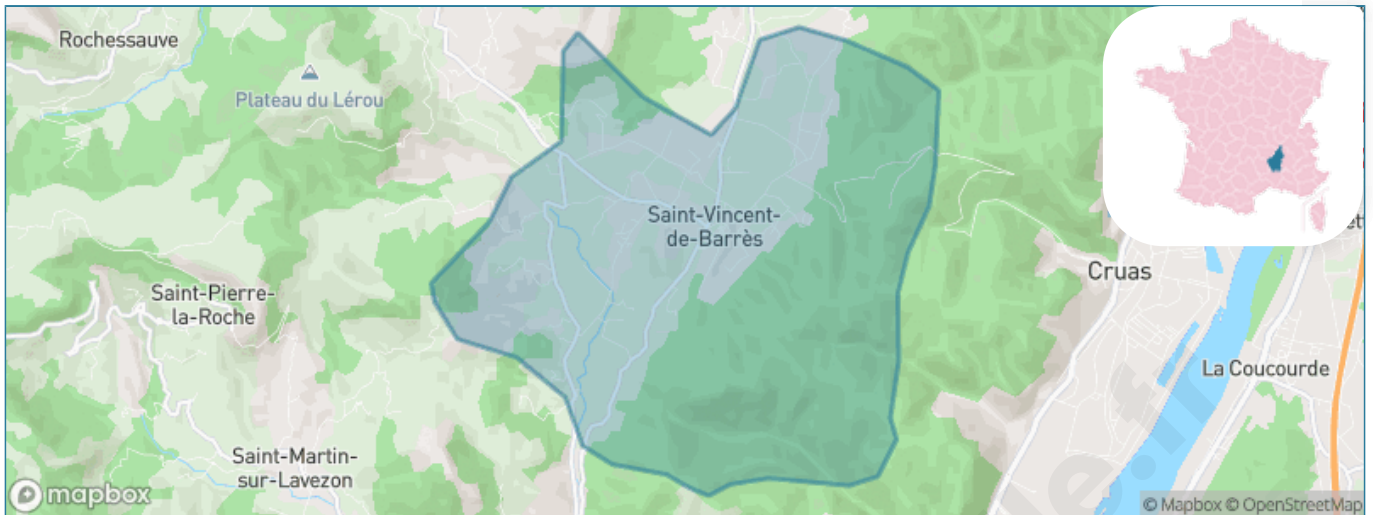 Rochessauve
Plateau du Lérou
Saint-Vincent-
de-Barrès
Cruas
Saint-Pierre-
la-Roche
La Coucourde
Saint-Martin-
sur-Lavezon
mapbox
© Mapbox © OpenStreetMap